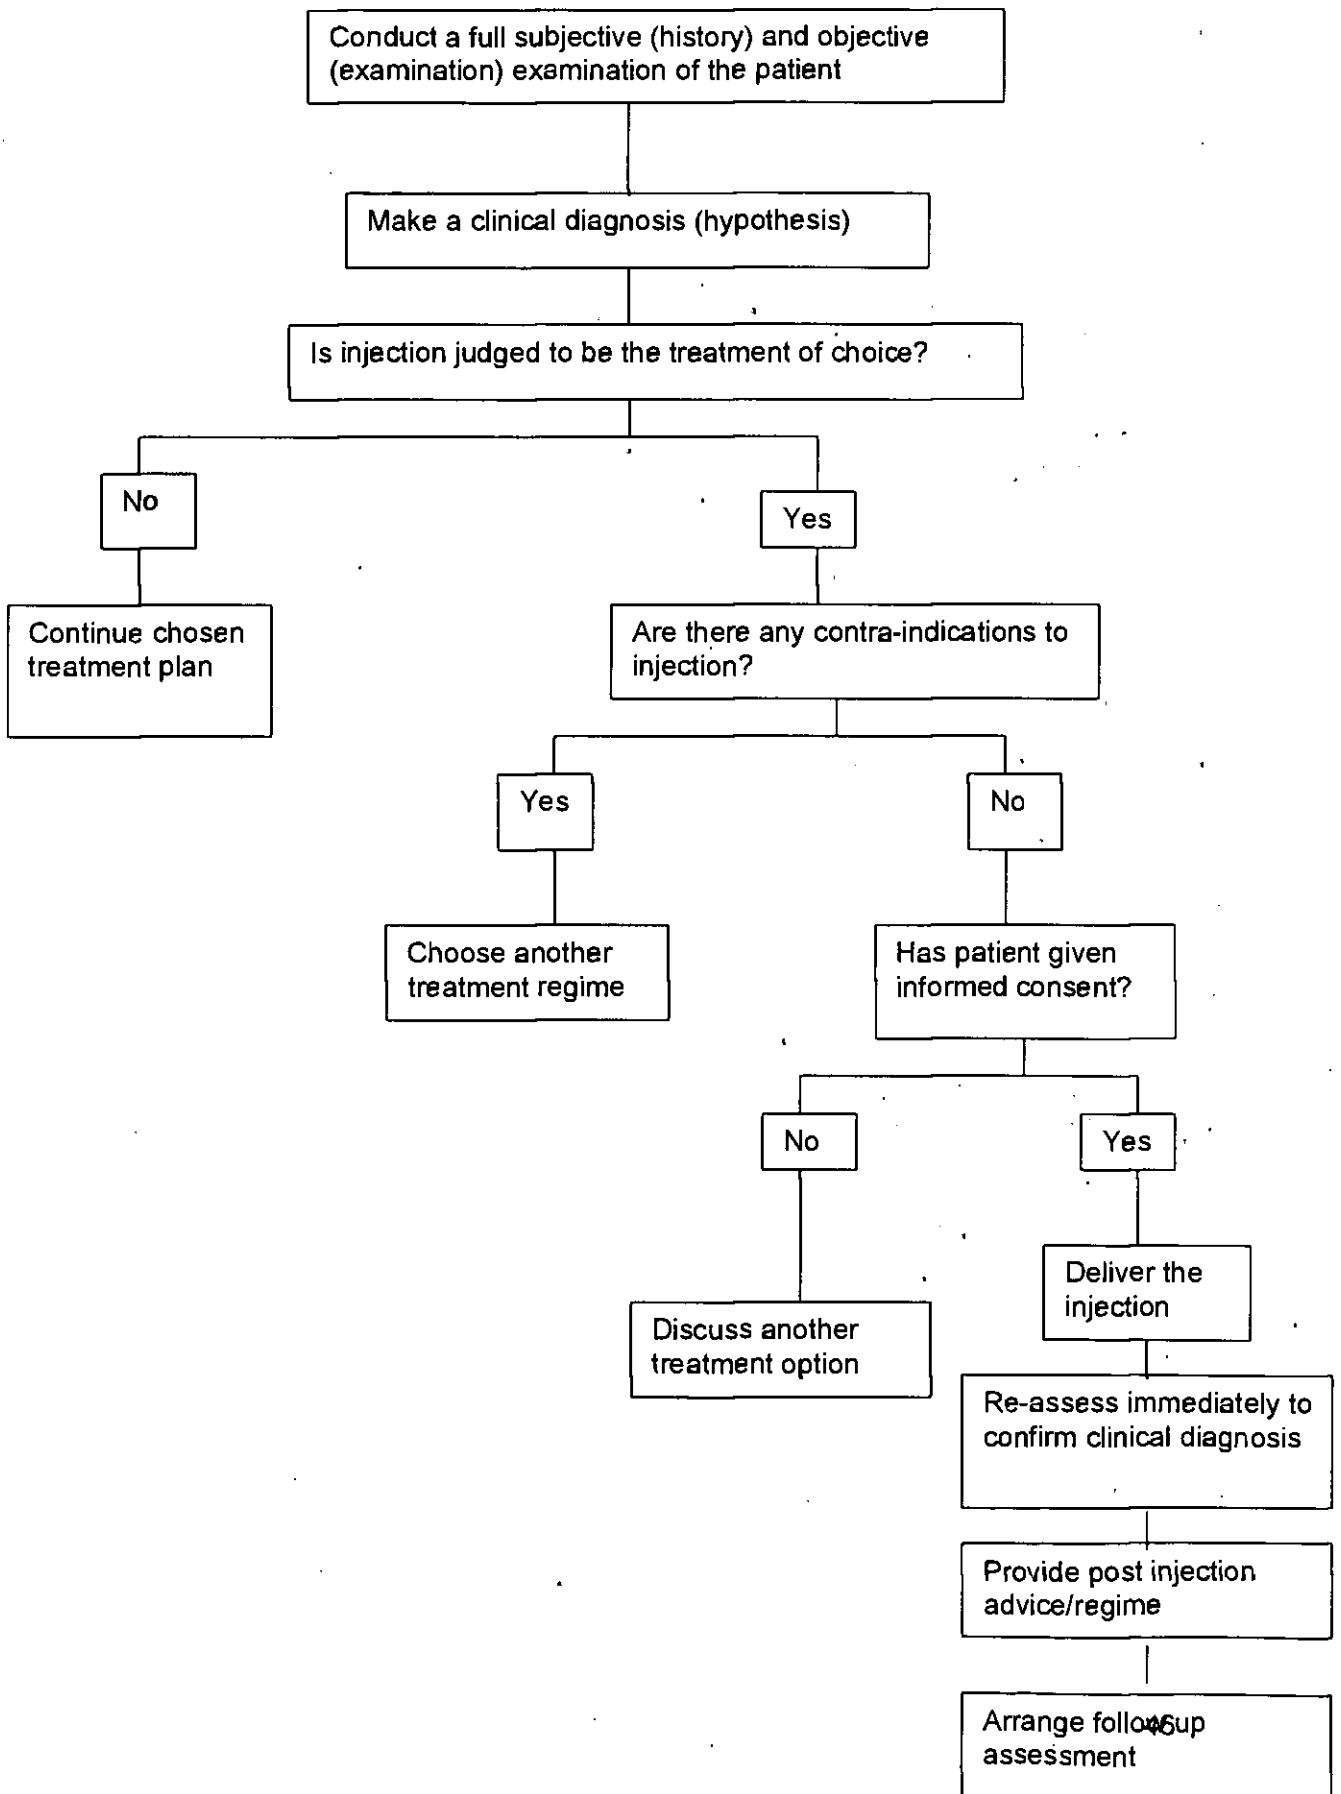 Conduct a full subjective (history) and objective
(examination) examination of the patient
Make a clinical diagnosis (hypothesis)
Is injection judged to be the treatment of choice?
No
Yes
Continue chosen
treatment plan
Are there any contra-indications to
injection?
Yes
No
Choose another
treatment regime
Has patient given
informed consent?
No
Yes
Deliver the
injection
Discuss another
treatment option
Re-assess immediately to
confirm clinical diagnosis
Provide post injection
advice/regime
Arrange follow up
46
assessment